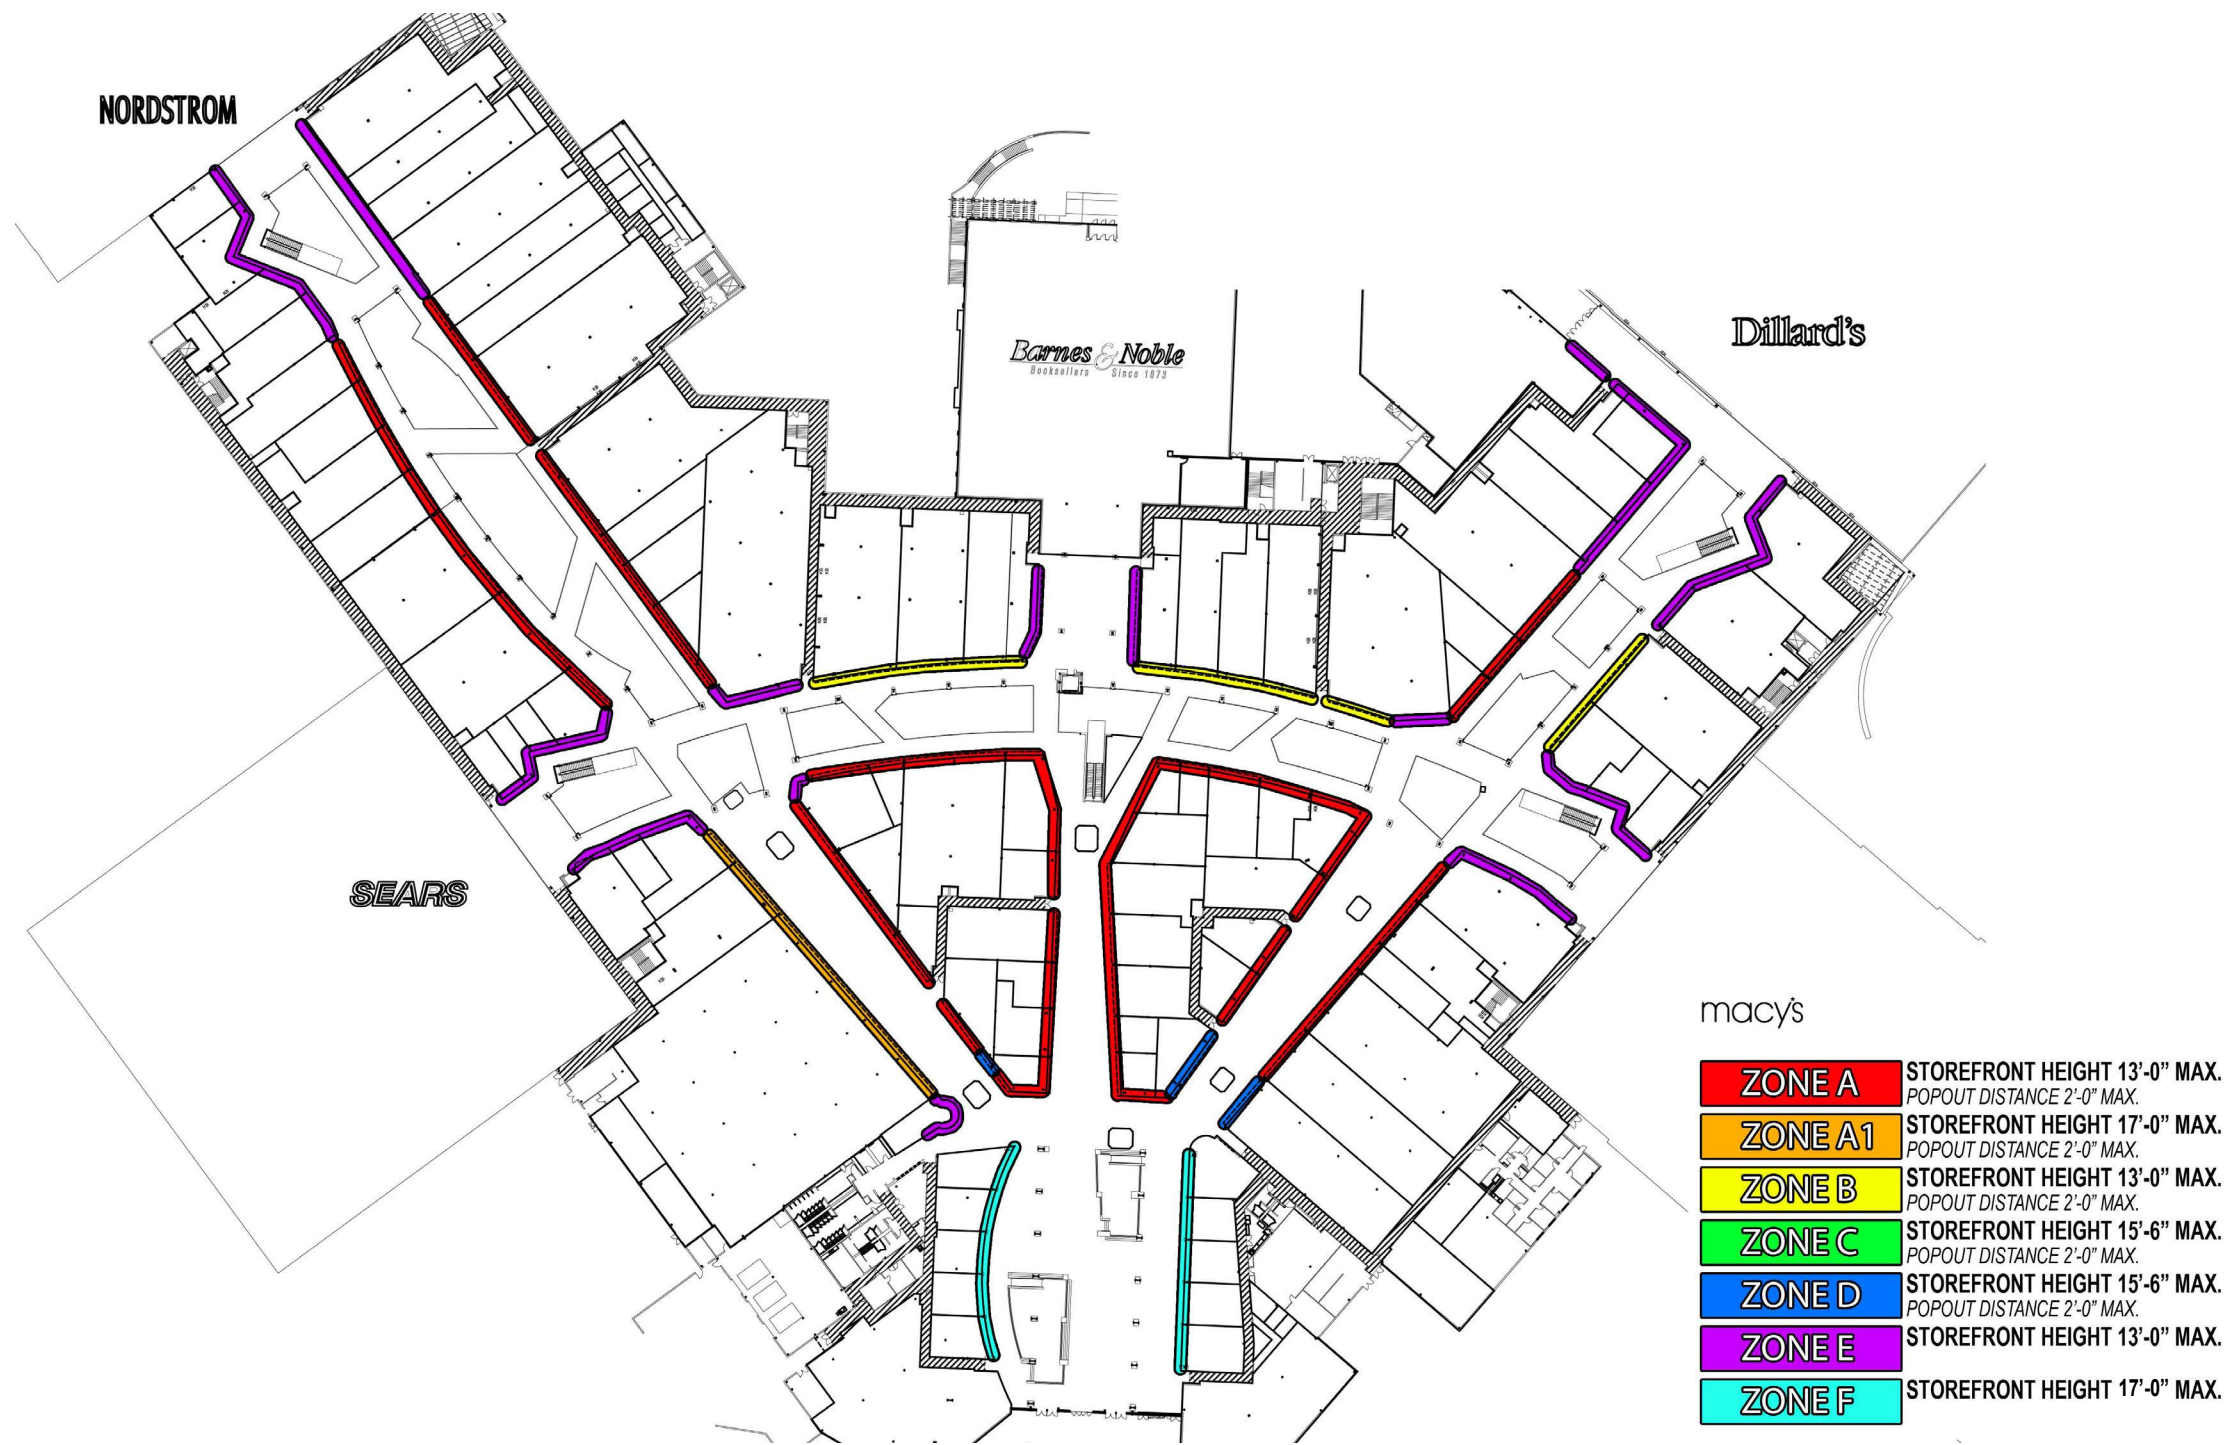 NORDSTROM
Barnes & Noble
Booksellers Since 1873
Dillard's
SEARS
macy's
ZONE A STOREFRONT HEIGHT 13'-0" MAX.
POPOUT DISTANCE 2'-0" MAX.
ZONE A1 STOREFRONT HEIGHT 17'-0" MAX.
POPOUT DISTANCE 2'-0" MAX.
ZONE B STOREFRONT HEIGHT 13'-0" MAX.
POPOUT DISTANCE 2'-0" MAX.
ZONE C STOREFRONT HEIGHT 15'-6" MAX.
POPOUT DISTANCE 2'-0" MAX.
ZONE D STOREFRONT HEIGHT 15'-6" MAX.
POPOUT DISTANCE 2'-0" MAX.
ZONE E STOREFRONT HEIGHT 13'-0" MAX.
ZONE F STOREFRONT HEIGHT 17'-0" MAX.